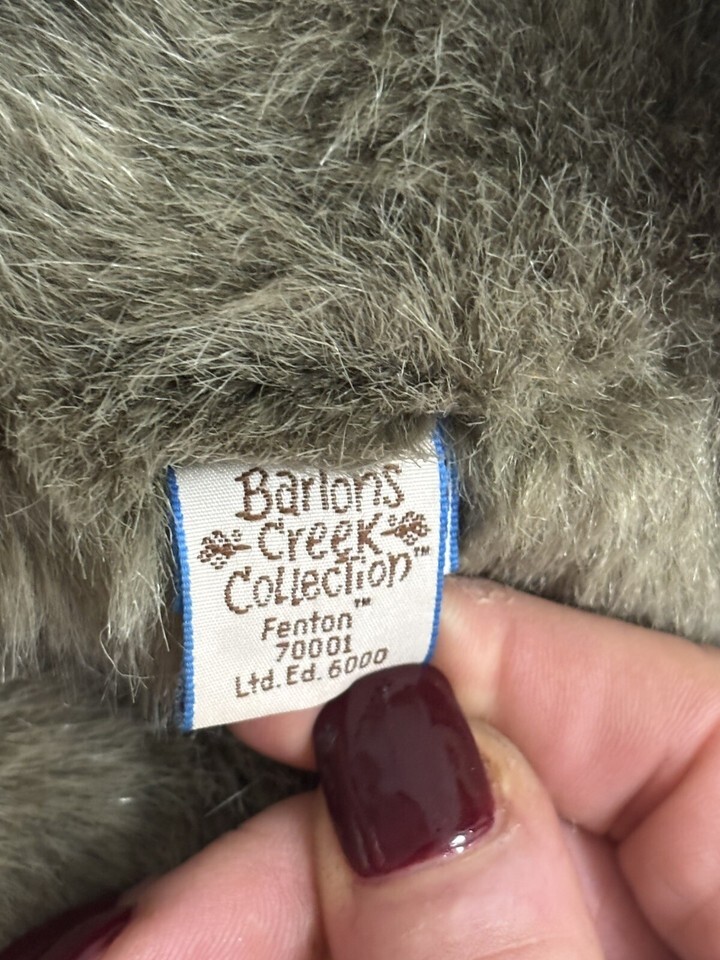 Bartons
Creek
Collection™
Fenton™
70001
Ltd. Ed. 6000